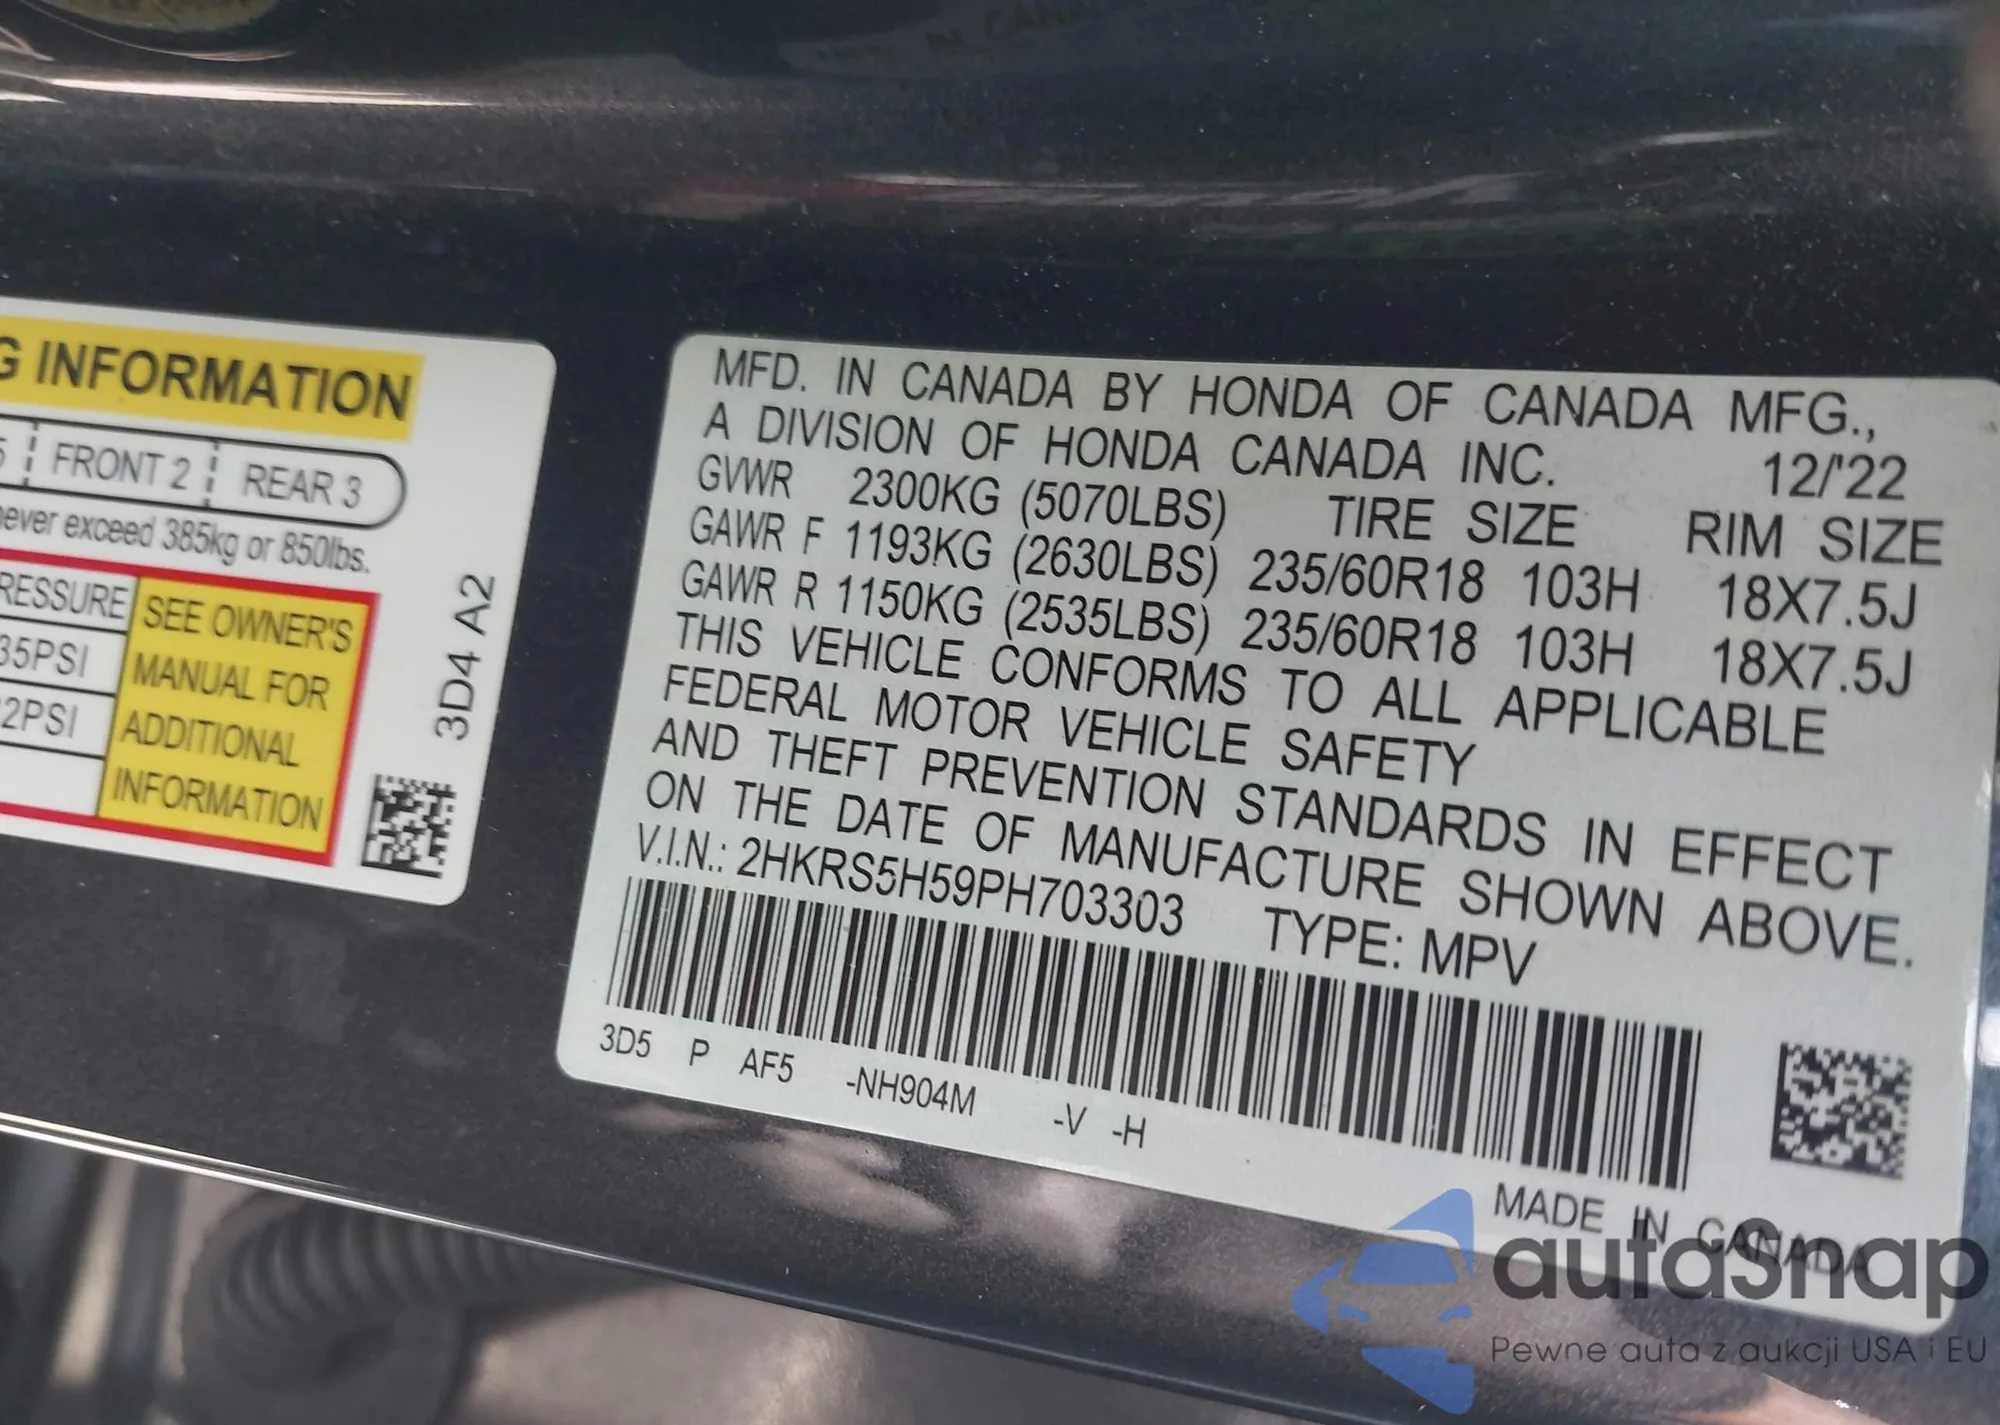 G INFORMATION
5 FRONT 2 REAR 3
never exceed 385kg or 850lbs.
RESSURE
35PSI
2PSI
SEE OWNER'S
MANUAL FOR
ADDITIONAL
INFORMATION
3D4 A2
MFD. IN CANADA BY HONDA OF CANADA MFG.,
A DIVISION OF HONDA CANADA INC. 12/'22
GVWR 2300KG (5070LBS) TIRE SIZE RIM SIZE
GAWR F 1193KG (2630LBS) 235/60R18 103H 18X7.5J
GAWR R 1150KG (2535LBS) 235/60R18 103H 18X7.5J
THIS VEHICLE CONFORMS TO ALL APPLICABLE
FEDERAL MOTOR VEHICLE SAFETY
AND THEFT PREVENTION STANDARDS IN EFFECT
ON THE DATE OF MANUFACTURE SHOWN ABOVE.
V.I.N.: 2HKRS5H59PH703303 TYPE: MPV
3D5 P AF5 -NH904M -V -H
MADE IN CANADA
autaSnap
Pewne auta z aukcji USA i EU